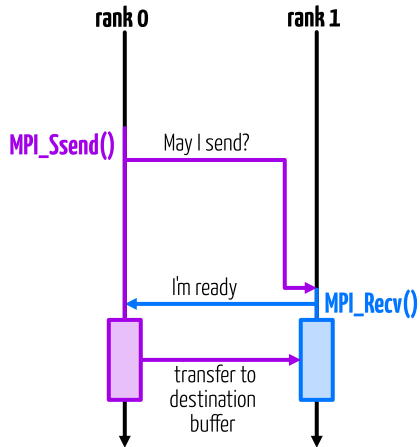 rank 0
rank 1
MPI_Ssend()
May I send?
I'm ready
MPI_Recv()
transfer to
destination
buffer